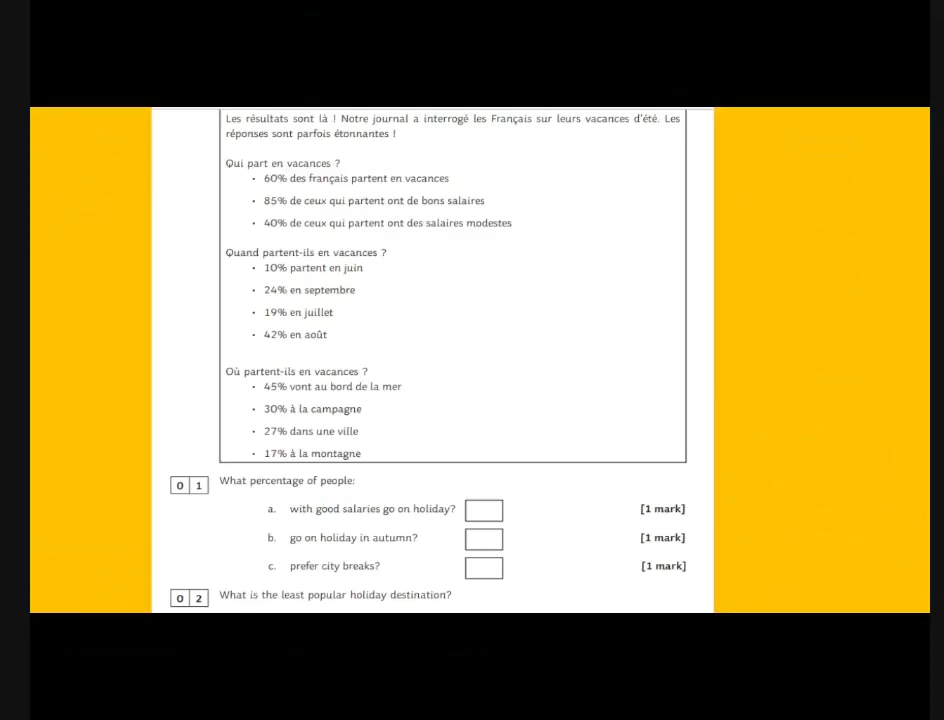 Les résultats sont là ! Notre journal a interrogé les Français sur leurs vacances d'été. Les
réponses sont parfois étonnantes !
Qui part en vacances ?
• 60% des français partent en vacances
• 85% de ceux qui partent ont de bons salaires
• 40% de ceux qui partent ont des salaires modestes
Quand partent-ils en vacances ?
• 10% partent en juin
• 24% en septembre
• 19% en juillet
• 42% en août
Où partent-ils en vacances ?
• 45% vont au bord de la mer
• 30% à la campagne
• 27% dans une ville
• 17% à la montagne
0 1 What percentage of people:
a. with good salaries go on holiday? [1 mark]
b. go on holiday in autumn? [1 mark]
c. prefer city breaks? [1 mark]
0 2 What is the least popular holiday destination?